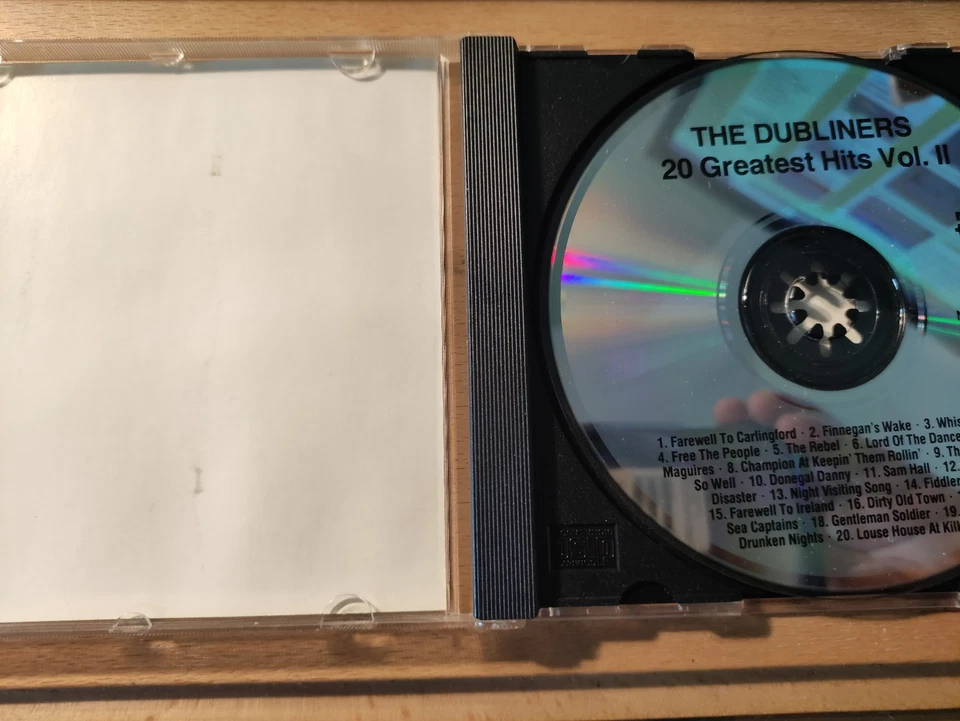 THE DUBLINERS
20 Greatest Hits Vol. II
1. Farewell To Carlingford · 2. Finnegan's Wake · 3.
4. Free The People · 5. The Rebel · 6. Lord Of The Dance
Maguires · 8. Champion At Keepin' Them Rollin' · 9.
So Well · 10. Donegal Danny · 11. Sam Hall · 12.
Disaster · 13. Night Visiting Song · 14.
15. Farewell To Ireland · 16. Dirty Old Town ·
Sea Captains · 18. Gentleman Soldier · 19.
Drunken Nights · 20. Louse House At